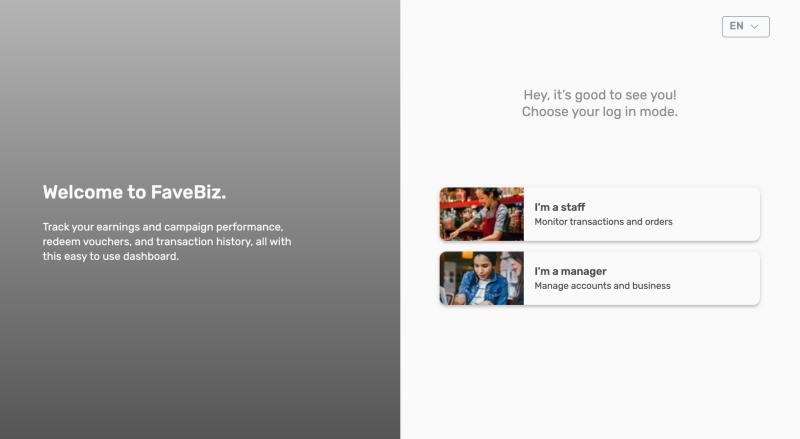 EN
Hey, it's good to see you!
Choose your log in mode.
Welcome to FaveBiz.
Track your earnings and campaign performance,
redeem vouchers, and transaction history, all with
this easy to use dashboard.
I'm a staff
Monitor transactions and orders
I'm a manager
Manage accounts and business